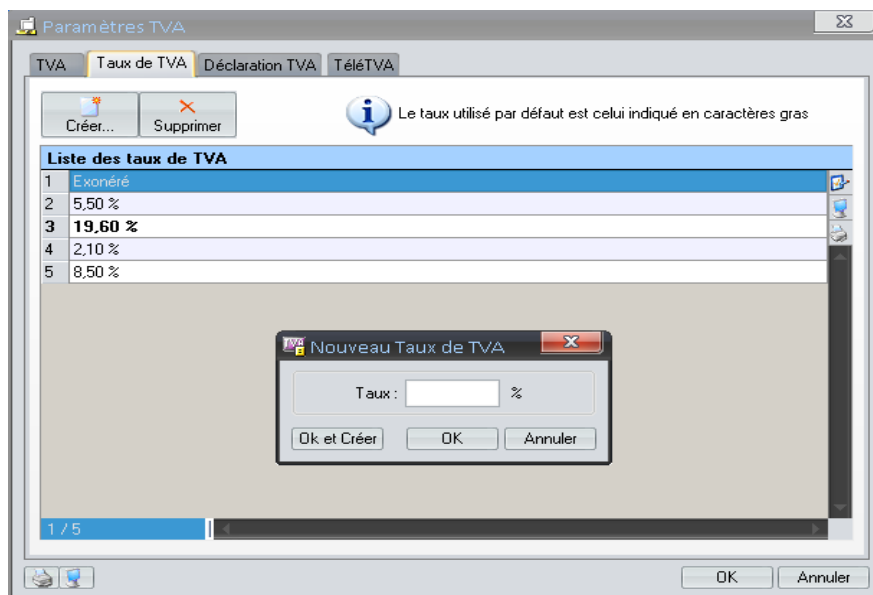 Paramètres TVA
TVA Taux de TVA Déclaration TVA TéléTVA
Créer... Supprimer Le taux utilisé par défaut est celui indiqué en caractères gras
Liste des taux de TVA
1 Exonéré
2 5,50 %
3 19,60 %
4 2,10 %
5 8,50 %
TVA Nouveau Taux de TVA
Taux : %
Ok et Créer OK Annuler
1 / 5
OK Annuler